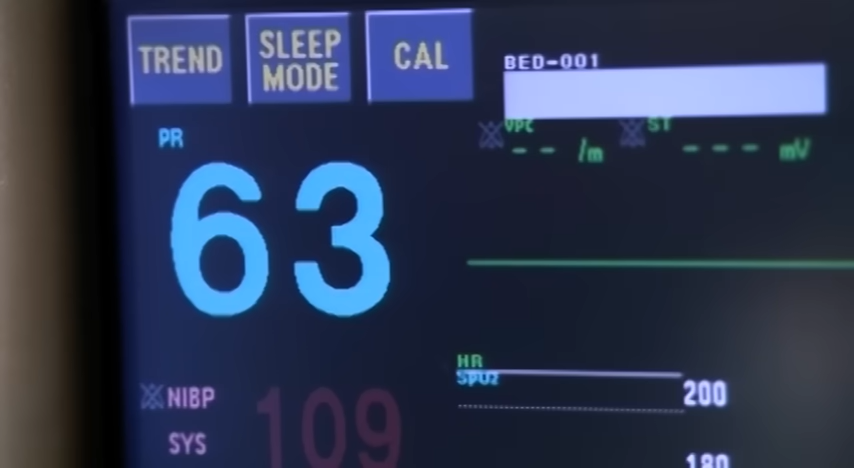 TREND
SLEEP MODE
CAL
BED-001
VPC
-- /m
ST
--- mV
PR
63
HR
SpO2
200
NIBP
SYS
109
180